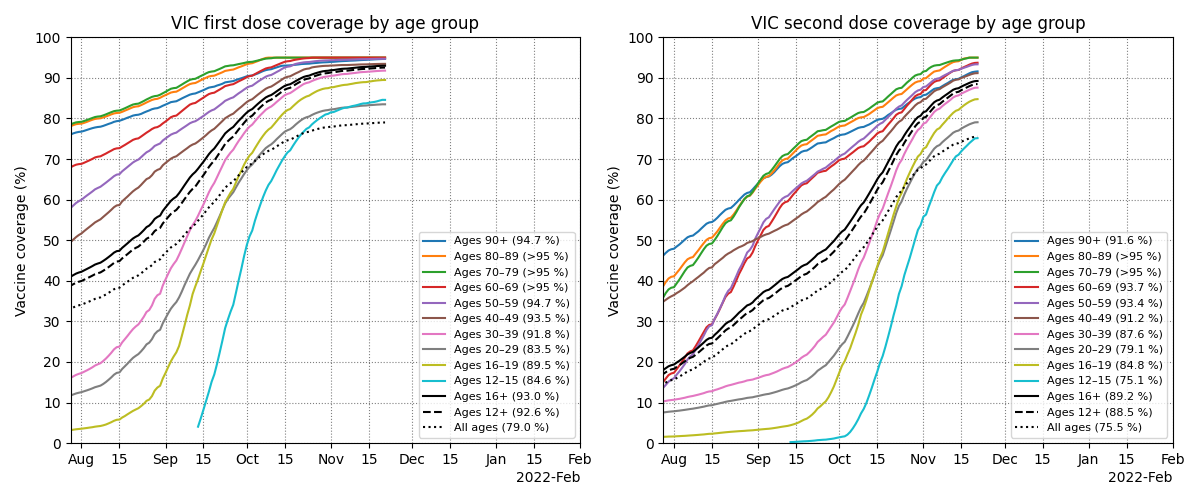 VIC first dose coverage by age group
Vaccine coverage (%)
100
90
80
70
60
50
40
30
20
10
0
Ages 90+ (94.7 %)
Ages 80–89 (>95 %)
Ages 70–79 (>95 %)
Ages 60–69 (>95 %)
Ages 50–59 (94.7 %)
Ages 40–49 (93.5 %)
Ages 30–39 (91.8 %)
Ages 20–29 (83.5 %)
Ages 16–19 (89.5 %)
Ages 12–15 (84.6 %)
Ages 16+ (93.0 %)
Ages 12+ (92.6 %)
All ages (79.0 %)
Aug 15 Sep 15 Oct 15 Nov 15 Dec 15 Jan 15 Feb
2022-Feb
VIC second dose coverage by age group
Vaccine coverage (%)
100
90
80
70
60
50
40
30
20
10
0
Ages 90+ (91.6 %)
Ages 80–89 (>95 %)
Ages 70–79 (>95 %)
Ages 60–69 (93.7 %)
Ages 50–59 (93.4 %)
Ages 40–49 (91.2 %)
Ages 30–39 (87.6 %)
Ages 20–29 (79.1 %)
Ages 16–19 (84.8 %)
Ages 12–15 (75.1 %)
Ages 16+ (89.2 %)
Ages 12+ (88.5 %)
All ages (75.5 %)
Aug 15 Sep 15 Oct 15 Nov 15 Dec 15 Jan 15 Feb
2022-Feb